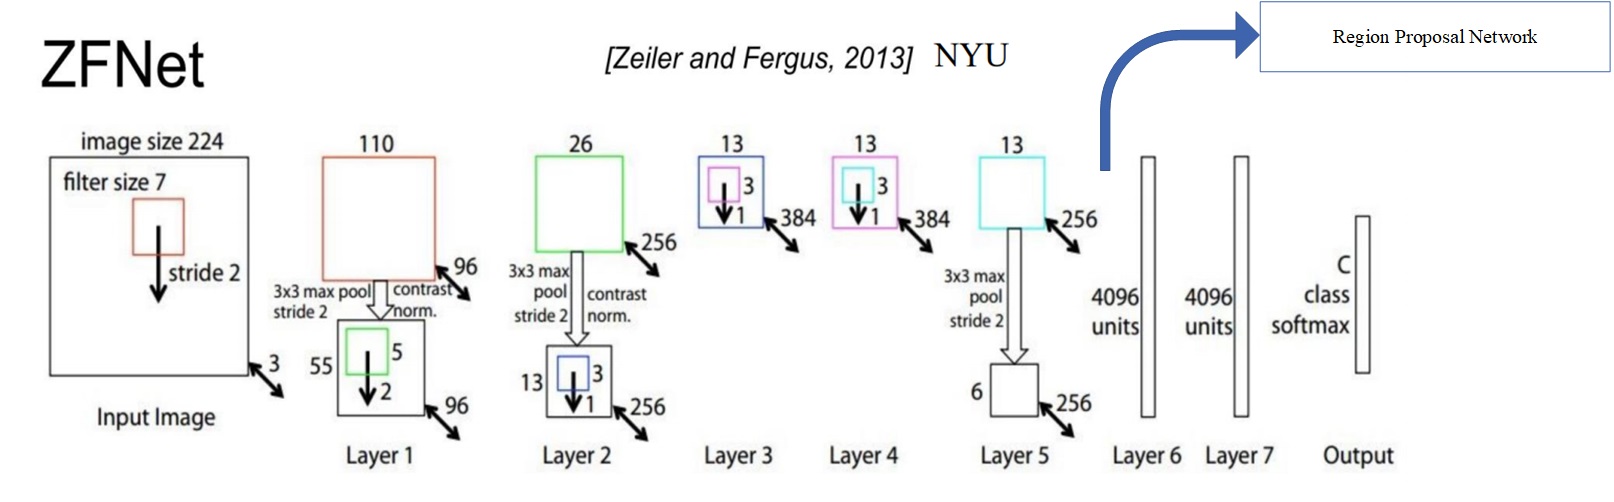 ZFNet
[Zeiler and Fergus, 2013] NYU
Region Proposal Network
image size 224
filter size 7
stride 2
3
Input Image
110
96
3x3 max pool
stride 2
contrast
norm.
55
5
2
96
Layer 1
26
256
3x3 max
pool
stride 2
contrast
norm.
13
3
1
256
Layer 2
13
3
1
384
Layer 3
13
3
1
384
Layer 4
13
256
3x3 max
pool
stride 2
6
256
Layer 5
4096
units
Layer 6
4096
units
Layer 7
C
class
softmax
Output